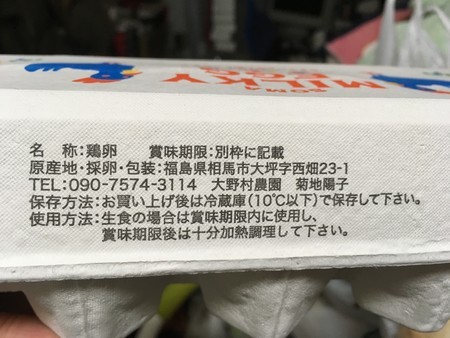 SOMA
MILKY
EGG
名　称:鶏卵　　賞味期限:別枠に記載
原産地・採卵・包装:福島県相馬市大坪字西畑23-1
TEL:090-7574-3114　大野村農園　菊地陽子
保存方法:お買い上げ後は冷蔵庫(10℃以下)で保存して下さい。
使用方法:生食の場合は賞味期限内に使用し、
賞味期限後は十分加熱調理して下さい。